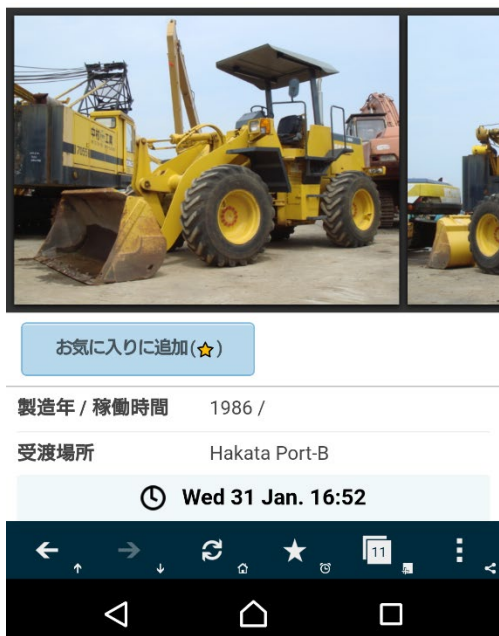 7055
お気に入りに追加(★)
製造年 / 稼働時間 1986 /
受渡場所 Hakata Port-B
Wed 31 Jan. 16:52
11